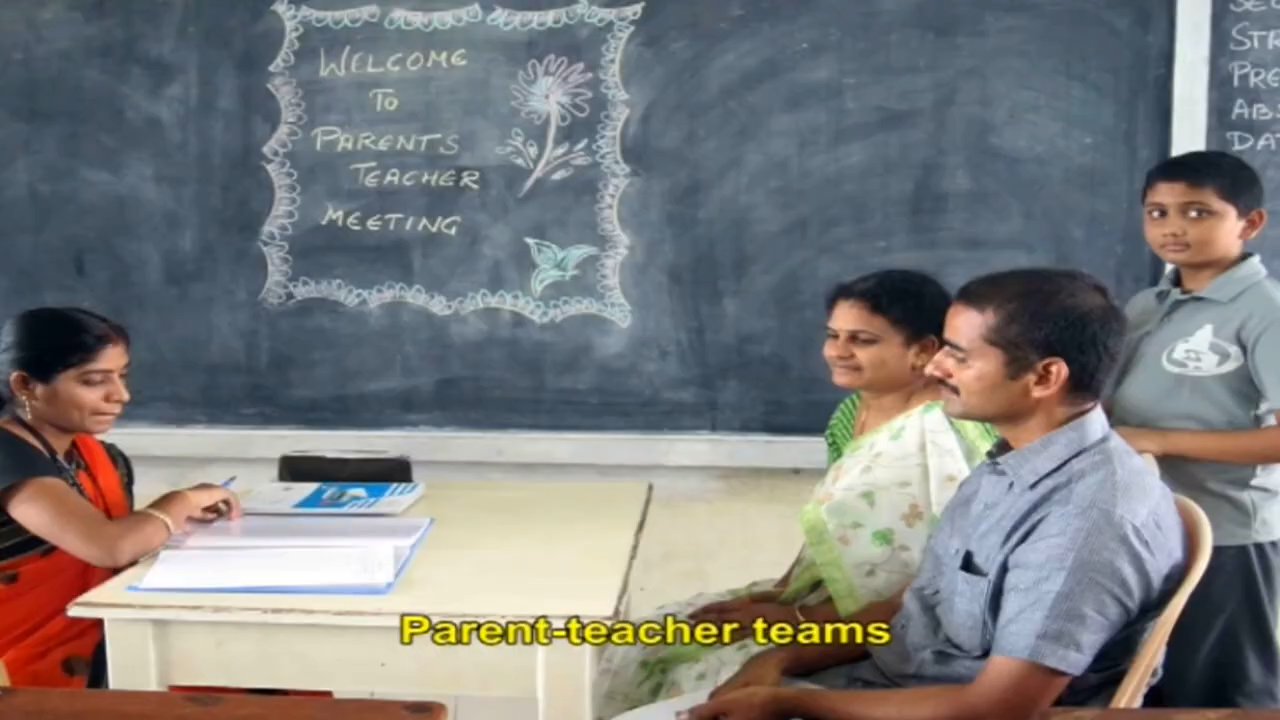 WELCOME
TO
PARENTS
TEACHER
MEETING
Parent-teacher teams